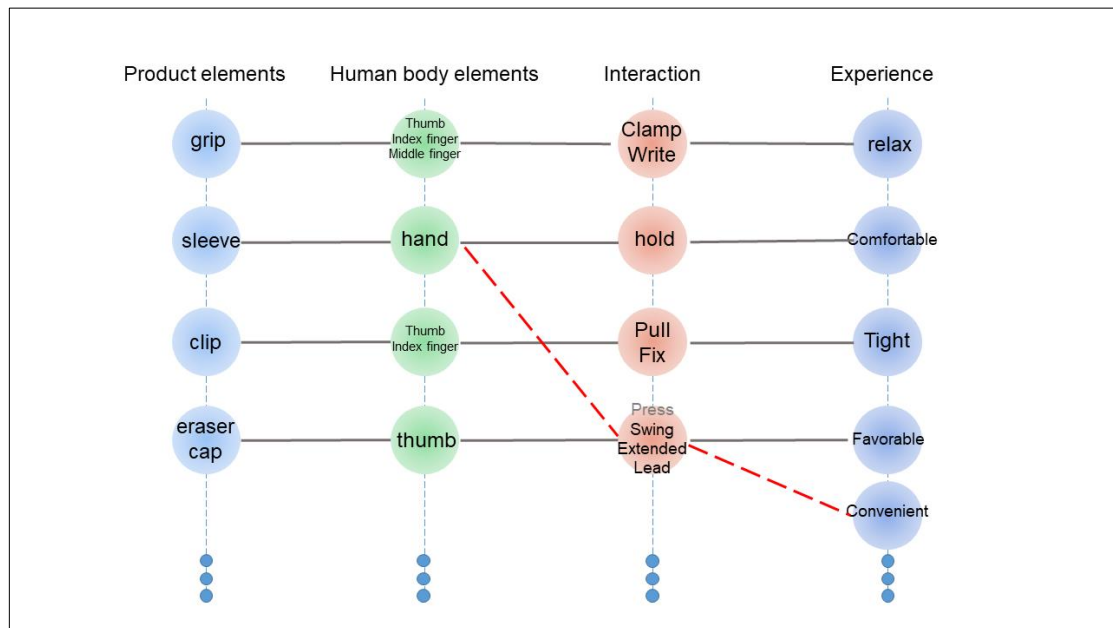 Product elements
Human body elements
Interaction
Experience
grip
Thumb
Index finger
Middle finger
Clamp
Write
relax
sleeve
hand
hold
Comfortable
clip
Thumb
Index finger
Pull
Fix
Tight
eraser
cap
thumb
Press
Swing
Extended
Lead
Favorable
Convenient